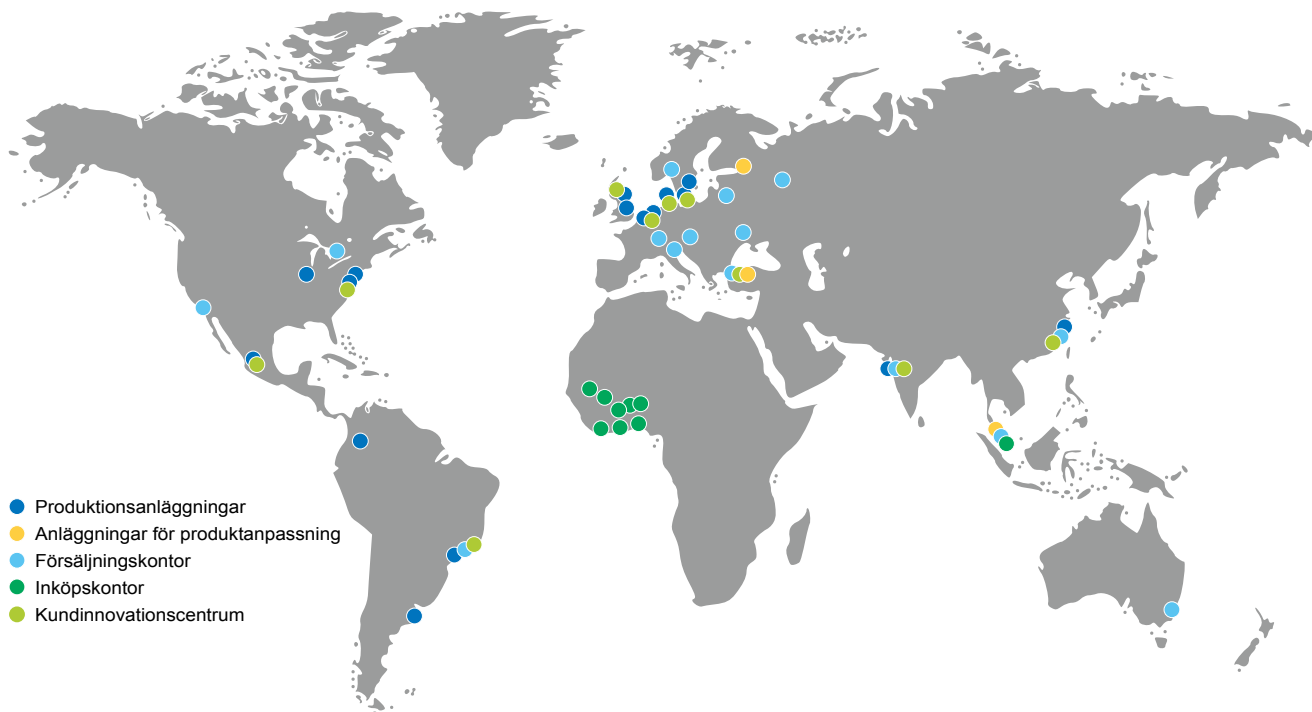 Produktionsanläggningar
Anläggningar för produktanpassning
Försäljningskontor
Inköpskontor
Kundinnovationscentrum